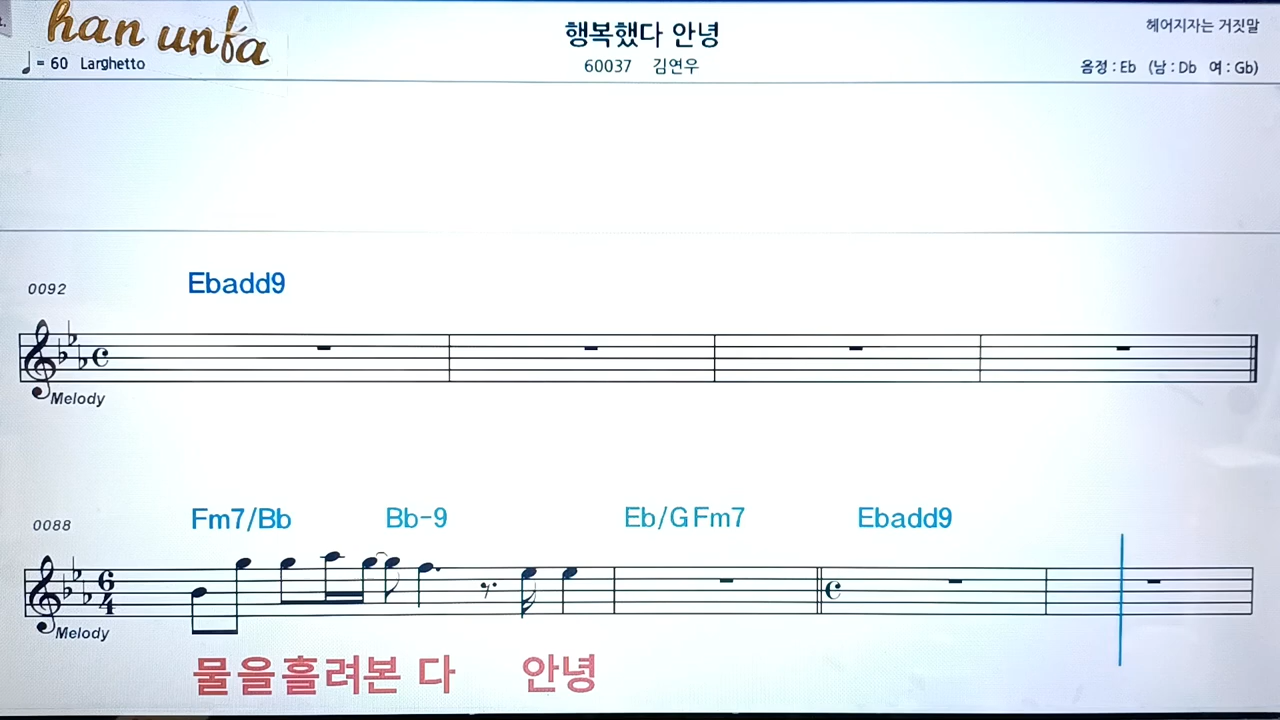 han unfa
행복했다 안녕
헤어지자는 거짓말
♩ = 60 Larghetto
60037 김연우
음정 : Eb (남 : Db 여 : Gb)
0092 Ebadd9
Melody
0088 Fm7/Bb Bb-9 Eb/G Fm7 Ebadd9
6
4
Melody
물을흘려본 다 안녕